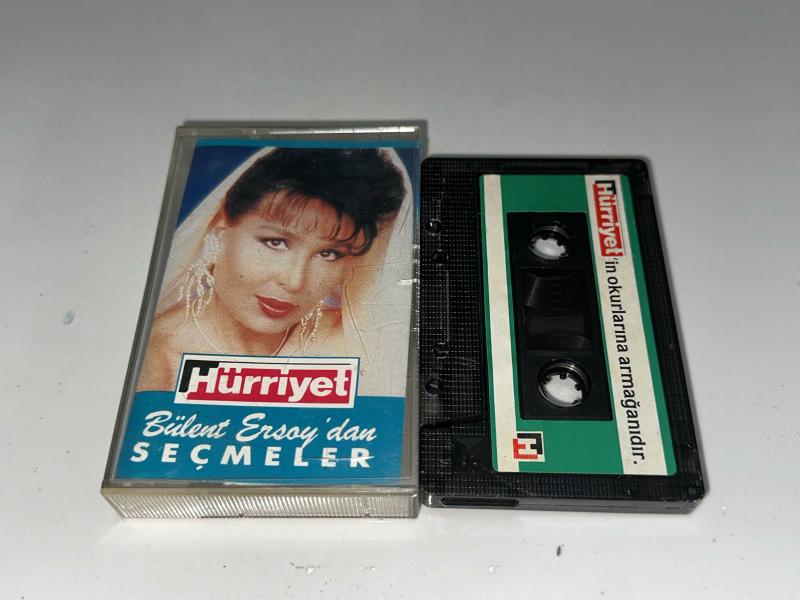 Hürriyet
Bülent Ersoy'dan
SEÇMELER
Hürriyet'in okurlarına armağanıdır.
H